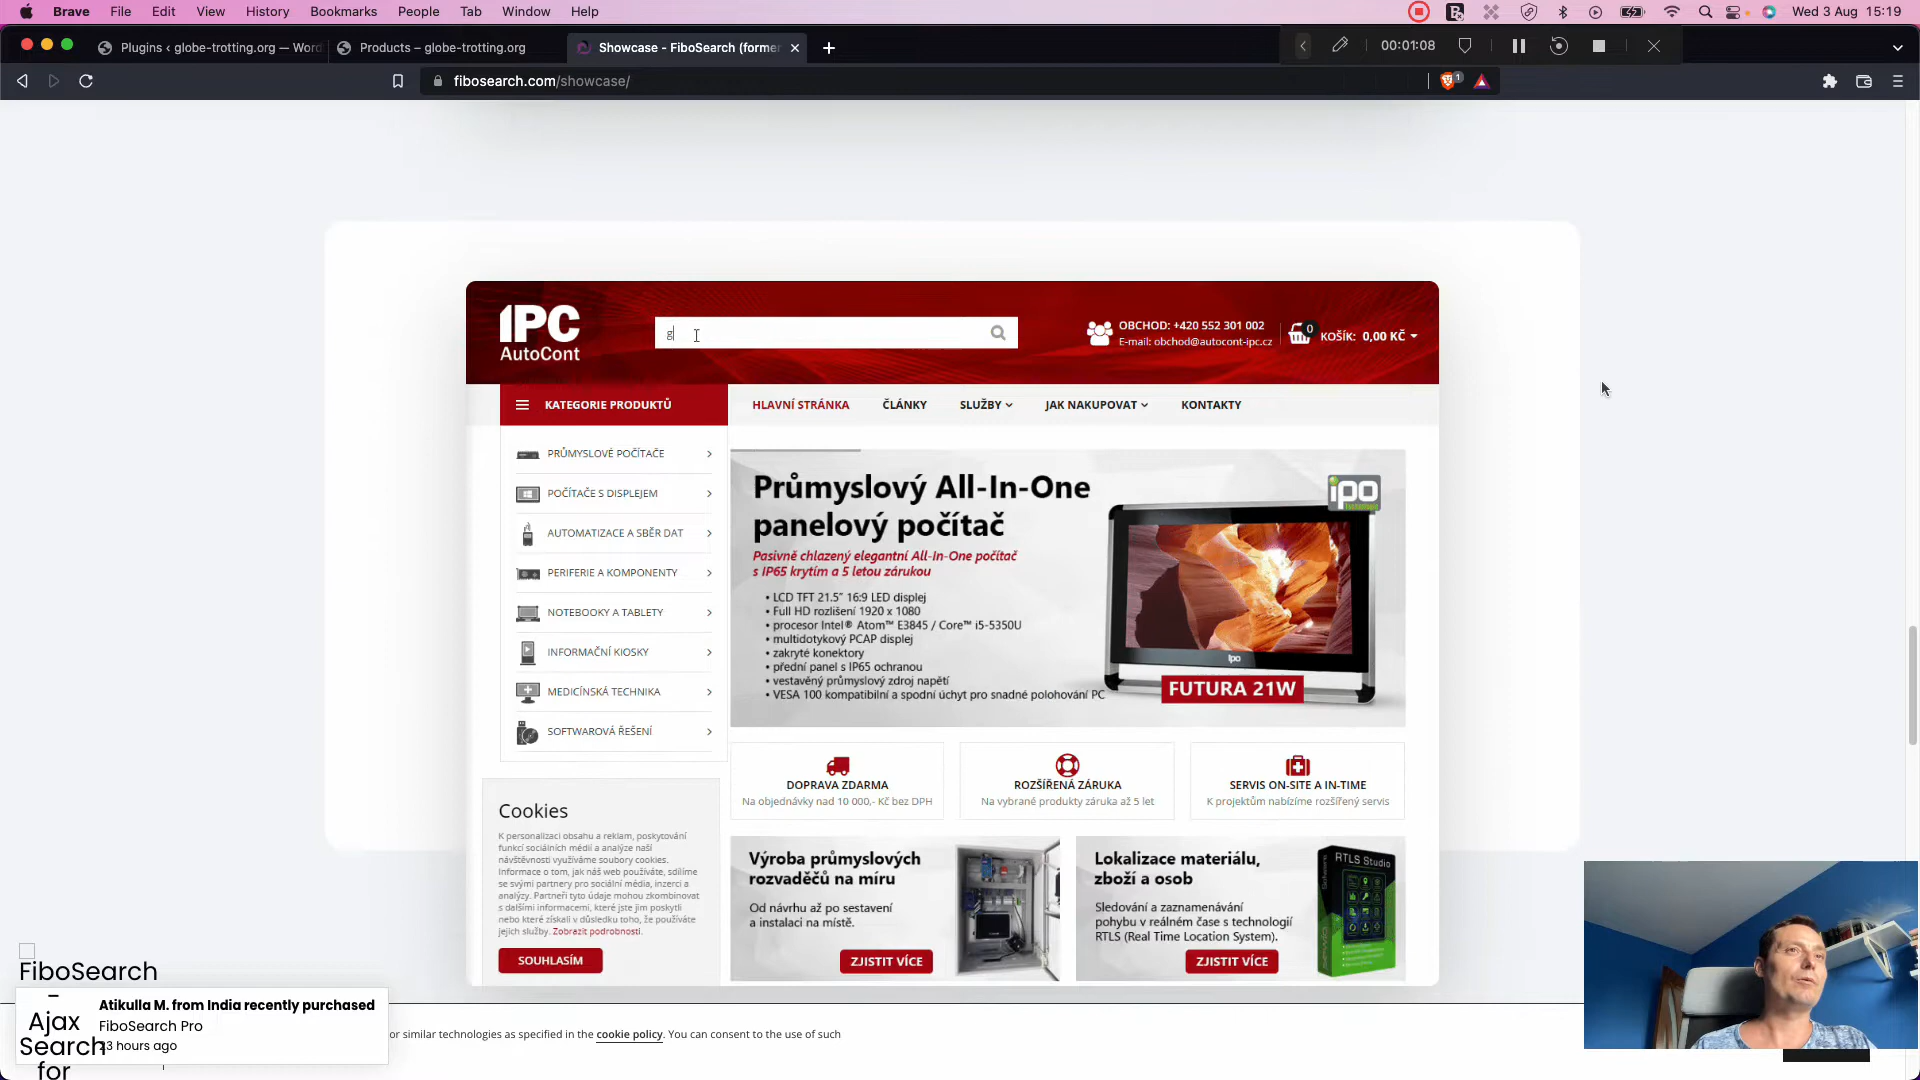 Brave File Edit View History Bookmarks People Tab Window Help
Wed 3 Aug 15:19
Plugins ‹ globe-trotting.org — Word
Products – globe-trotting.org
Showcase - FiboSearch (former
00:01:08
fibosearch.com/showcase/
1
IPC
AutoCont
g
OBCHOD: +420 552 301 002
E-mail: obchod@autocont-ipc.cz
0
KOŠÍK: 0,00 KČ
KATEGORIE PRODUKTŮ
HLAVNÍ STRÁNKA
ČLÁNKY
SLUŽBY
JAK NAKUPOVAT
KONTAKTY
PRŮMYSLOVÉ POČÍTAČE
POČÍTAČE S DISPLEJEM
AUTOMATIZACE A SBĚR DAT
PERIFERIE A KOMPONENTY
NOTEBOOKY A TABLETY
INFORMAČNÍ KIOSKY
MEDICÍNSKÁ TECHNIKA
SOFTWAROVÁ ŘEŠENÍ
Průmyslový All-In-One
panelový počítač
Pasivně chlazený elegantní All-In-One počítač
s IP65 krytím a 5 letou zárukou
• LCD TFT 21.5" 16:9 LED displej
• Full HD rozlišení 1920 x 1080
• procesor Intel® Atom™ E3845 / Core™ i5-5350U
• multidotykový PCAP displej
• zakryté konektory
• přední panel s IP65 ochranou
• vestavěný průmyslový zdroj napětí
• VESA 100 kompatibilní a spodní úchyt pro snadné polohování PC
ipo
ipo
FUTURA 21W
DOPRAVA ZDARMA
Na objednávky nad 10 000,- Kč bez DPH
ROZŠÍŘENÁ ZÁRUKA
Na vybrané produkty záruka až 5 let
SERVIS ON-SITE A IN-TIME
K projektům nabízíme rozšířený servis
Cookies
K personalizaci obsahu a reklam, poskytování
funkcí sociálních médií a analýze naší
návštěvnosti využíváme soubory cookies.
Informace o tom, jak náš web používáte, sdílíme
se svými partnery pro sociální média, inzerci a
analýzy. Partneři tyto údaje mohou zkombinovat
s dalšími informacemi, které jste jim poskytli
nebo které získali v důsledku toho, že používáte
jejich služby. Zobrazit podrobnosti.
SOUHLASÍM
Výroba průmyslových
rozvaděčů na míru
Od návrhu až po sestavení
a instalaci na místě.
ZJISTIT VÍCE
Lokalizace materiálu,
zboží a osob
Sledování a zaznamenávání
pohybu v reálném čase s technologií
RTLS (Real Time Location System).
ZJISTIT VÍCE
RTLS Studio
FiboSearch
–
Ajax
Search
for
Atikulla M. from India recently purchased
FiboSearch Pro
23 hours ago
or similar technologies as specified in the cookie policy. You can consent to the use of such